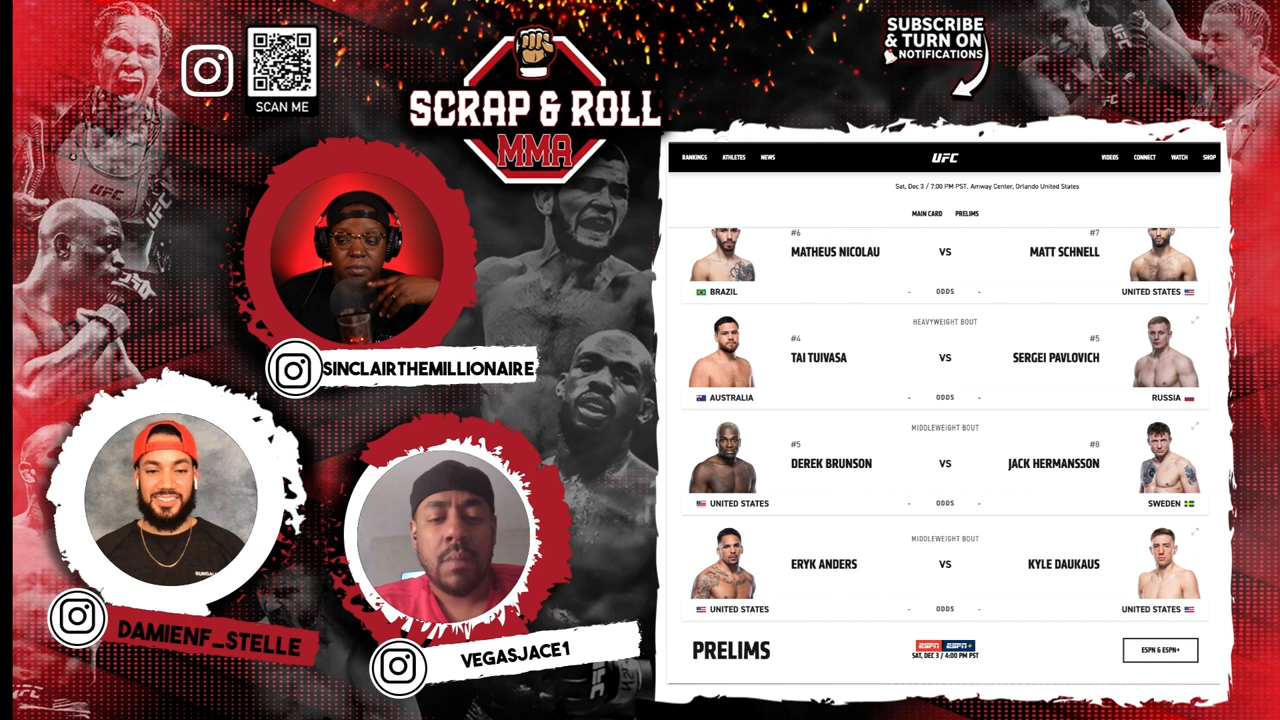 SUBSCRIBE
& TURN ON
NOTIFICATIONS
SCAN ME
SCRAP & ROLL
MMA
RANKINGS ATHLETES NEWS UFC VIDEOS CONNECT WATCH SHOP
Sat, Dec 3 / 7:00 PM PST. Amway Center, Orlando United States
MAIN CARD PRELIMS
#6 #7
MATHEUS NICOLAU VS MATT SCHNELL
BRAZIL - ODDS - UNITED STATES
HEAVYWEIGHT BOUT
#4 #5
TAI TUIVASA VS SERGEI PAVLOVICH
AUSTRALIA - ODDS - RUSSIA
MIDDLEWEIGHT BOUT
#5 #8
DEREK BRUNSON VS JACK HERMANSSON
UNITED STATES - ODDS - SWEDEN
MIDDLEWEIGHT BOUT
ERYK ANDERS VS KYLE DAUKAUS
UNITED STATES - ODDS - UNITED STATES
PRELIMS
ESPN ESPN+
SAT, DEC 3 / 4:00 PM PST
ESPN & ESPN+
SINCLAIRTHEMILLIONAIRE
DAMIENF_STELLE
VEGASJACE1
UFC
UFC
UFC